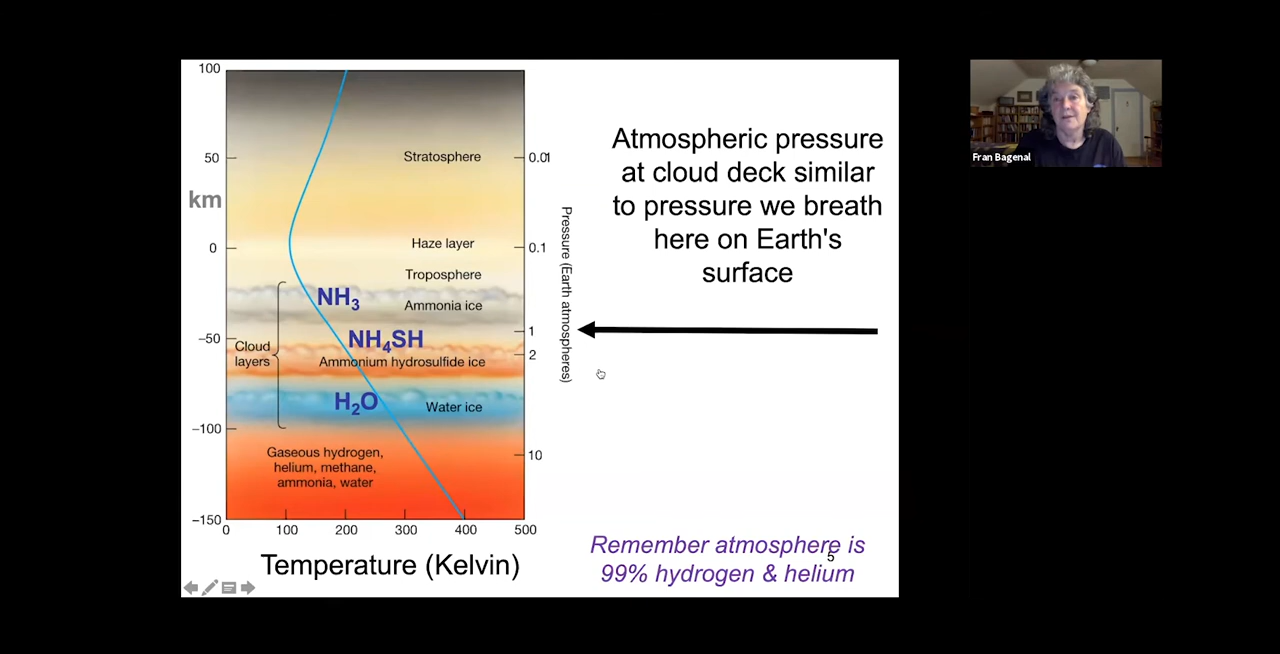 100
50
km
0
−50
−100
−150
Stratosphere
Haze layer
Troposphere
NH3
Ammonia ice
NH4SH
Cloud
layers
Ammonium hydrosulfide ice
H2O
Water ice
Gaseous hydrogen,
helium, methane,
ammonia, water
0.01
0.1
1
2
10
Pressure (Earth atmospheres)
0 100 200 300 400 500
Temperature (Kelvin)
Atmospheric pressure
at cloud deck similar
to pressure we breath
here on Earth's
surface
Remember atmosphere is
99% hydrogen & helium
5
Fran Bagenal